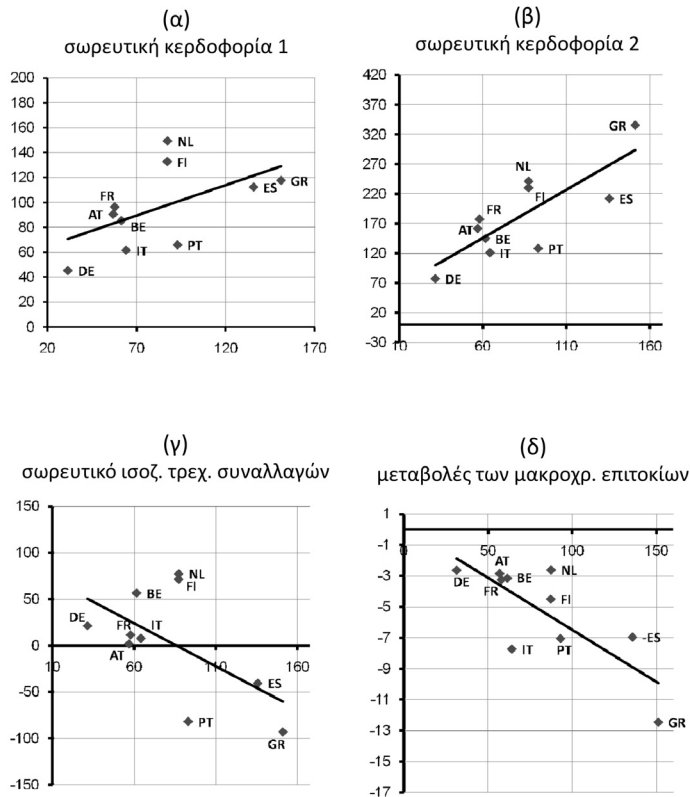 (α)
σωρευτική κερδοφορία 1
200
180
160
140
120
100
80
60
40
20
0
20
70
120
170
NL
FI
GR
ES
FR
AT
BE
IT
PT
DE
(β)
σωρευτική κερδοφορία 2
420
370
320
270
220
170
120
70
20
-30
10
60
110
160
GR
NL
FI
ES
FR
AT
BE
IT
PT
DE
(γ)
σωρευτικό ισοζ. τρεχ. συναλλαγών
150
100
50
0
-50
-100
-150
10
60
110
160
NL
FI
BE
DE
FR
IT
AT
ES
PT
GR
(δ)
μεταβολές των μακροχρ. επιτοκίων
1
-1
-3
-5
-7
-9
-11
-13
-15
-17
0
50
100
150
AT
DE
FR
BE
NL
FI
IT
PT
-ES
GR